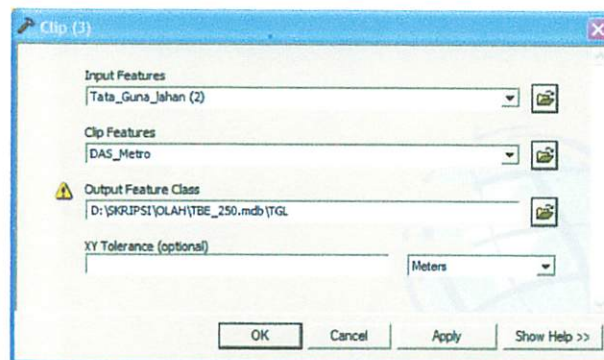 Clip (3)
Input Features
Tata_Guna_lahan (2)
Clip Features
DAS_Metro
Output Feature Class
D:\SKRIPSI\OLAH\TBE_250.mdb\TGL
XY Tolerance (optional)
Meters
OK Cancel Apply Show Help >>